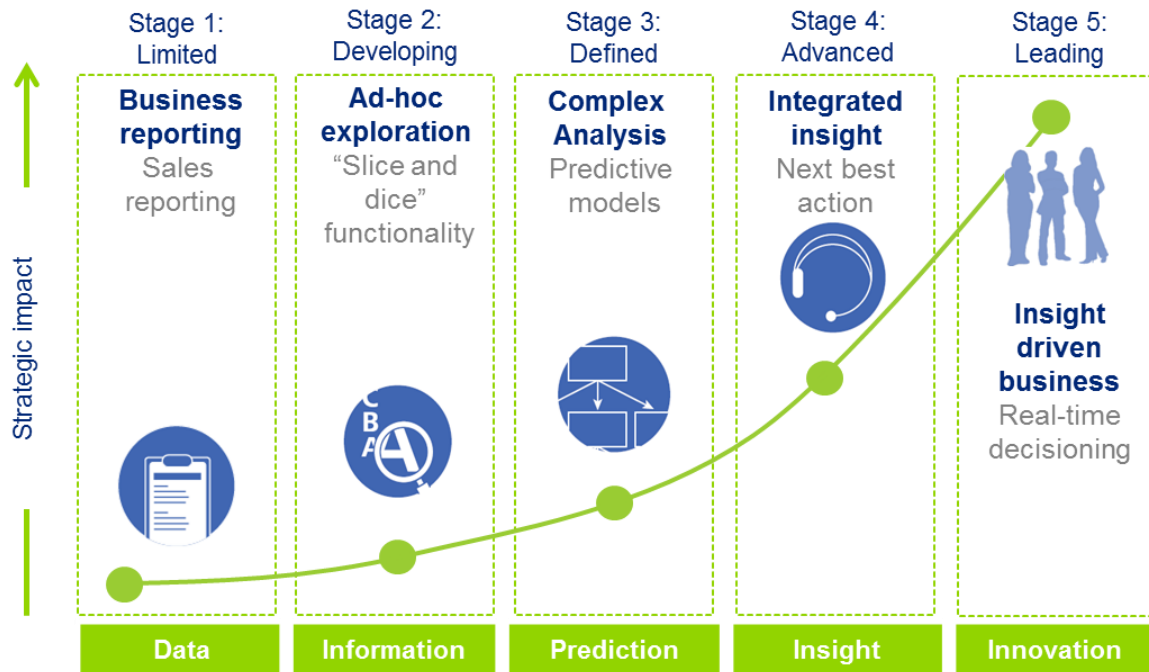 Stage 1:
Limited
Stage 2:
Developing
Stage 3:
Defined
Stage 4:
Advanced
Stage 5:
Leading
Strategic impact
Business
reporting
Sales
reporting
Ad-hoc
exploration
“Slice and
dice”
functionality
C
B
A
A
Complex
Analysis
Predictive
models
Integrated
insight
Next best
action
Insight
driven
business
Real-time
decisioning
Data
Information
Prediction
Insight
Innovation